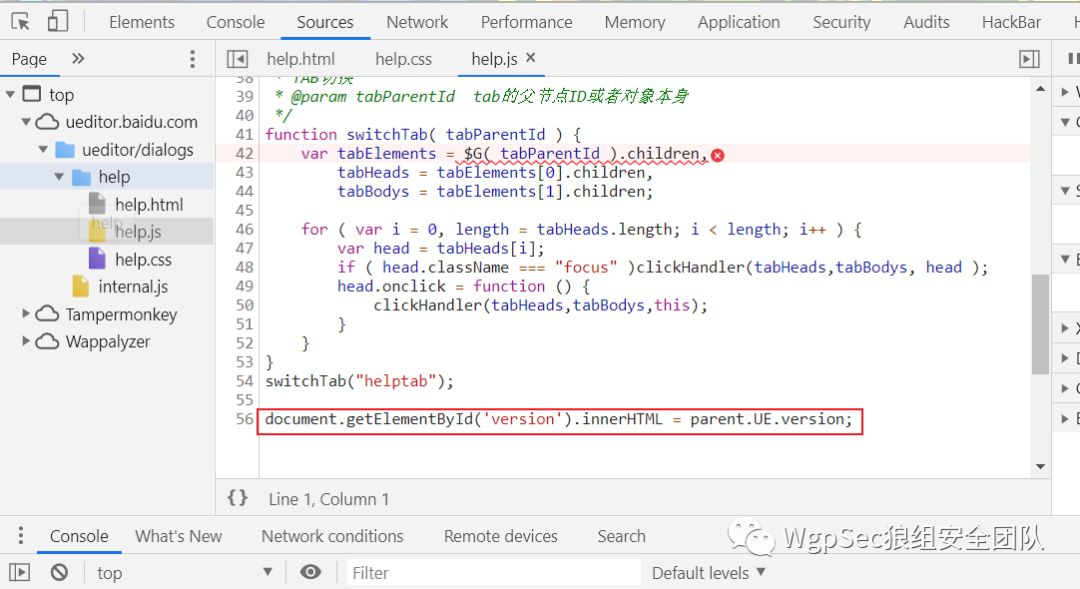 Elements Console Sources Network Performance Memory Application Security Audits HackBar
Page » help.html help.css help.js ×
top
ueditor.baidu.com
ueditor/dialogs
help
help.html
help
help.js
help.css
internal.js
Tampermonkey
Wappalyzer
38 * TAB切换
39 * @param tabParentId tab的父节点ID或者对象本身
40 */
41 function switchTab( tabParentId ) {
42 var tabElements = $G( tabParentId ).children,
43 tabHeads = tabElements[0].children,
44 tabBodys = tabElements[1].children;
45
46 for ( var i = 0, length = tabHeads.length; i < length; i++ ) {
47 var head = tabHeads[i];
48 if ( head.className === "focus" )clickHandler(tabHeads,tabBodys, head );
49 head.onclick = function () {
50 clickHandler(tabHeads,tabBodys,this);
51 }
52 }
53 }
54 switchTab("helptab");
55
56 document.getElementById('version').innerHTML = parent.UE.version;
{} Line 1, Column 1
Console What's New Network conditions Remote devices Search
WgpSec狼组安全团队
top Filter Default levels